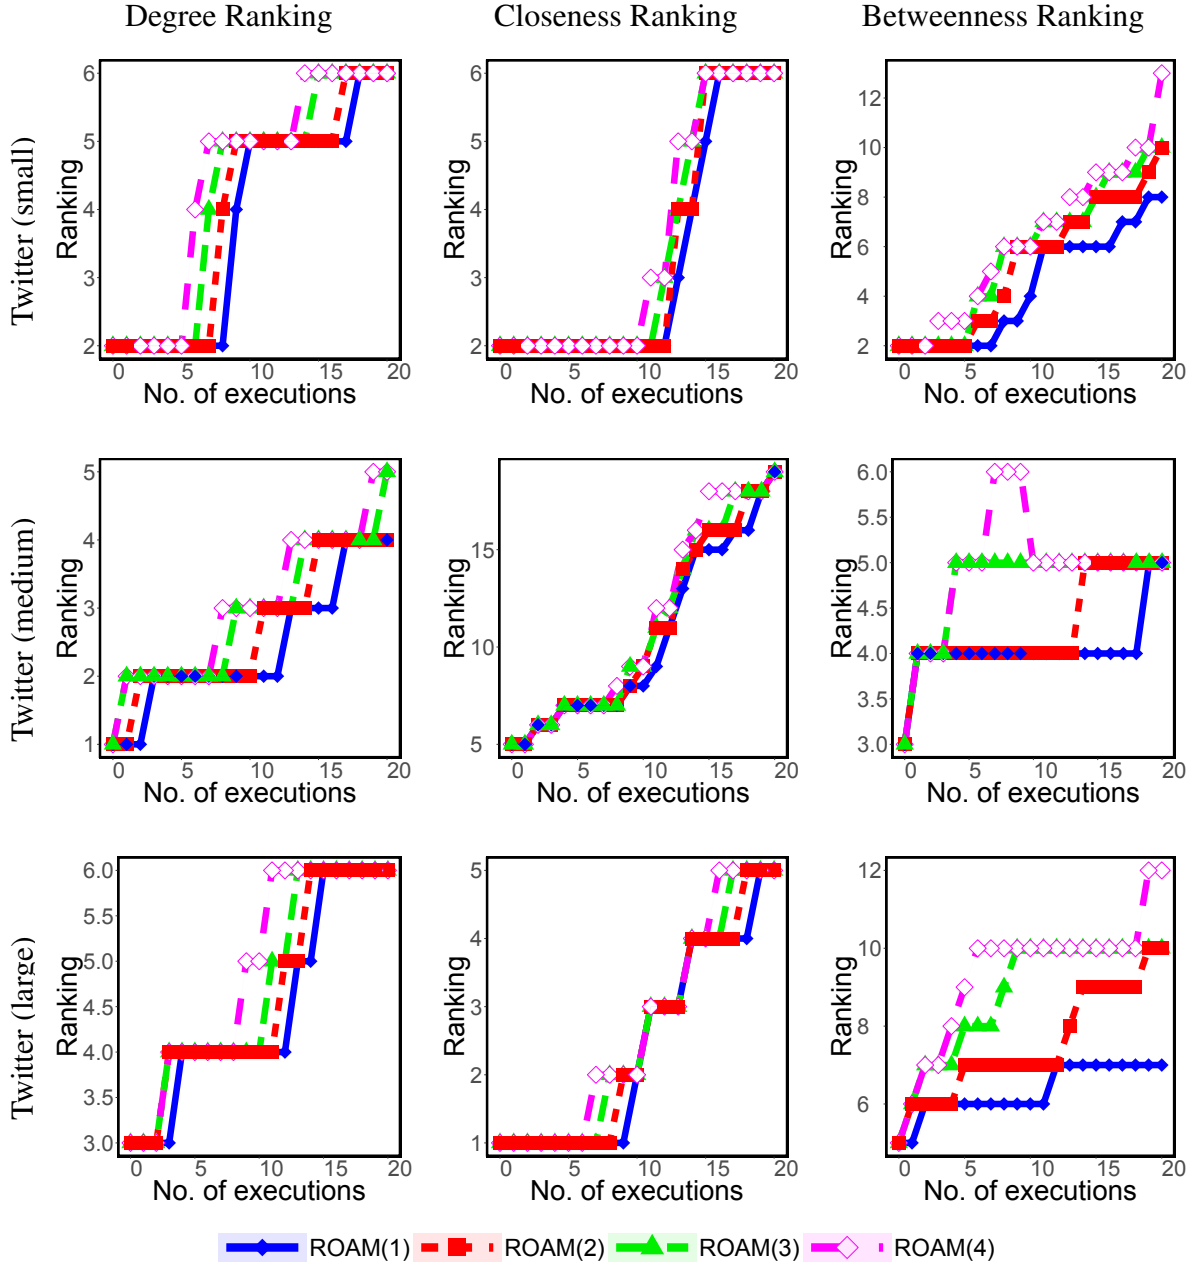 Degree Ranking
Closeness Ranking
Betweenness Ranking
Twitter (small)
Ranking
6
5
4
3
2
0 5 10 15 20
No. of executions
Ranking
6
5
4
3
2
0 5 10 15 20
No. of executions
Ranking
12
10
8
6
4
2
0 5 10 15 20
No. of executions
Twitter (medium)
Ranking
5
4
3
2
1
0 5 10 15 20
No. of executions
Ranking
15
10
5
0 5 10 15 20
No. of executions
Ranking
6.0
5.5
5.0
4.5
4.0
3.5
3.0
0 5 10 15 20
No. of executions
Twitter (large)
Ranking
6.0
5.5
5.0
4.5
4.0
3.5
3.0
0 5 10 15 20
No. of executions
Ranking
5
4
3
2
1
0 5 10 15 20
No. of executions
Ranking
12
10
8
6
0 5 10 15 20
No. of executions
ROAM(1) ROAM(2) ROAM(3) ROAM(4)